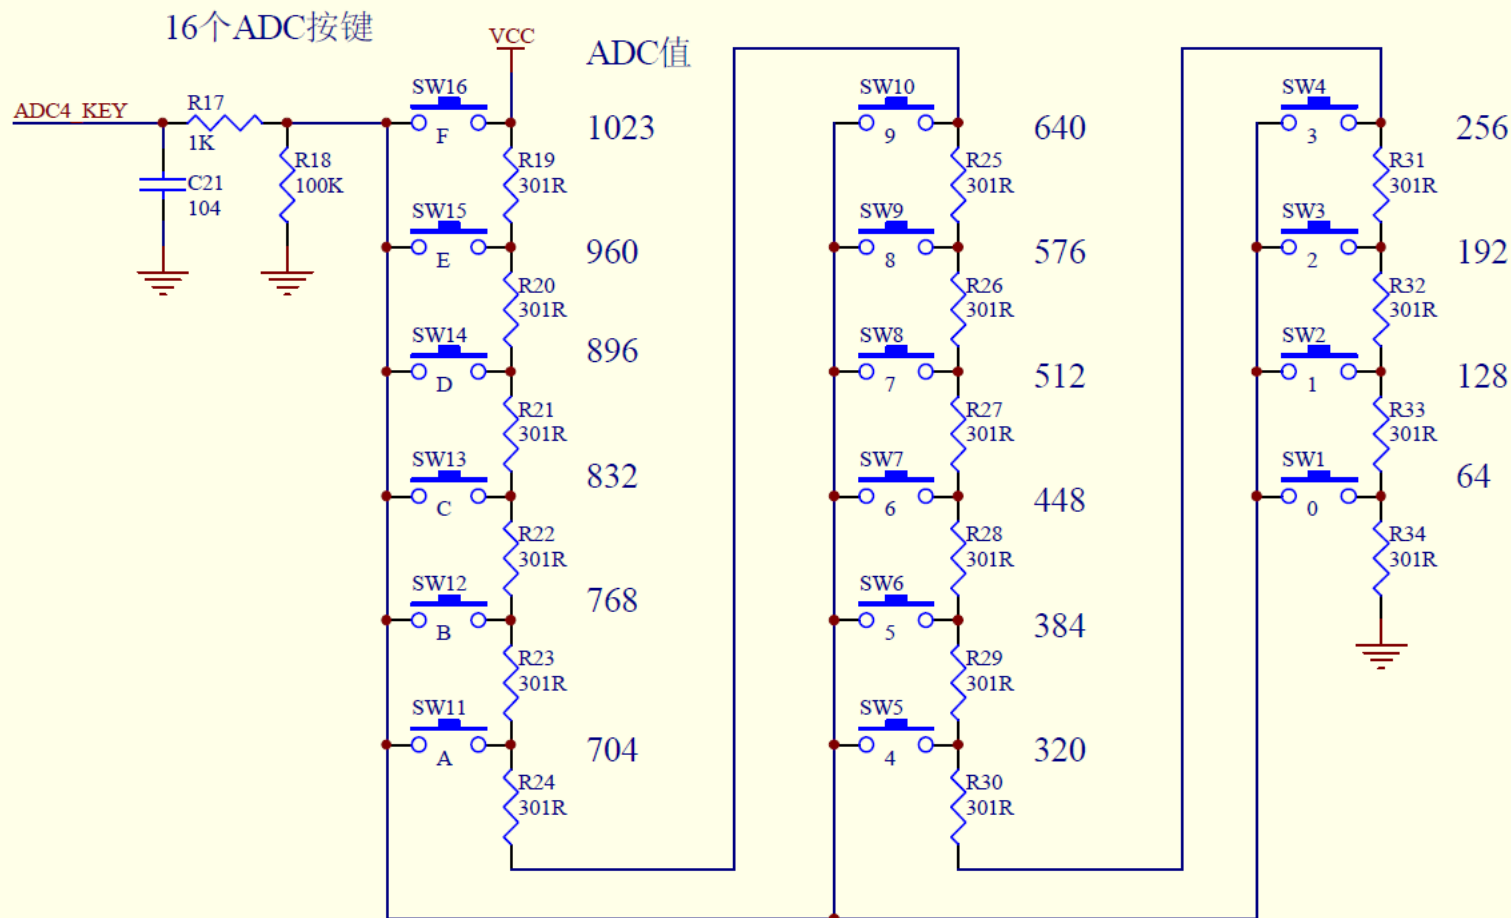 16个ADC按键
VCC
ADC值
ADC4_KEY
R17
1K
C21
104
R18
100K
SW16
F
1023
R19
301R
SW15
E
960
R20
301R
SW14
D
896
R21
301R
SW13
C
832
R22
301R
SW12
B
768
R23
301R
SW11
A
704
R24
301R
SW10
9
640
R25
301R
SW9
8
576
R26
301R
SW8
7
512
R27
301R
SW7
6
448
R28
301R
SW6
5
384
R29
301R
SW5
4
320
R30
301R
SW4
3
256
R31
301R
SW3
2
192
R32
301R
SW2
1
128
R33
301R
SW1
0
64
R34
301R